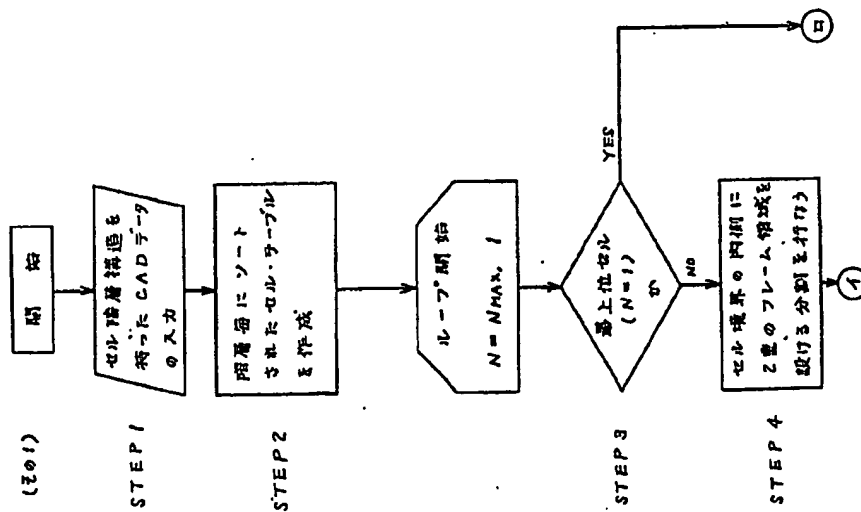 (その1)
開始
STEP 1
セル階層構造を
持ったCADデータ
の入力
STEP 2
階層毎にソート
されたセル・テーブル
を作成
ループ開始
N=NMAX, 1
STEP 3
最上位セル
(N=1)
か
YES
ロ
NO
STEP 4
セル境界の内側に
2重のフレーム領域を
設ける分割を行なう
イ